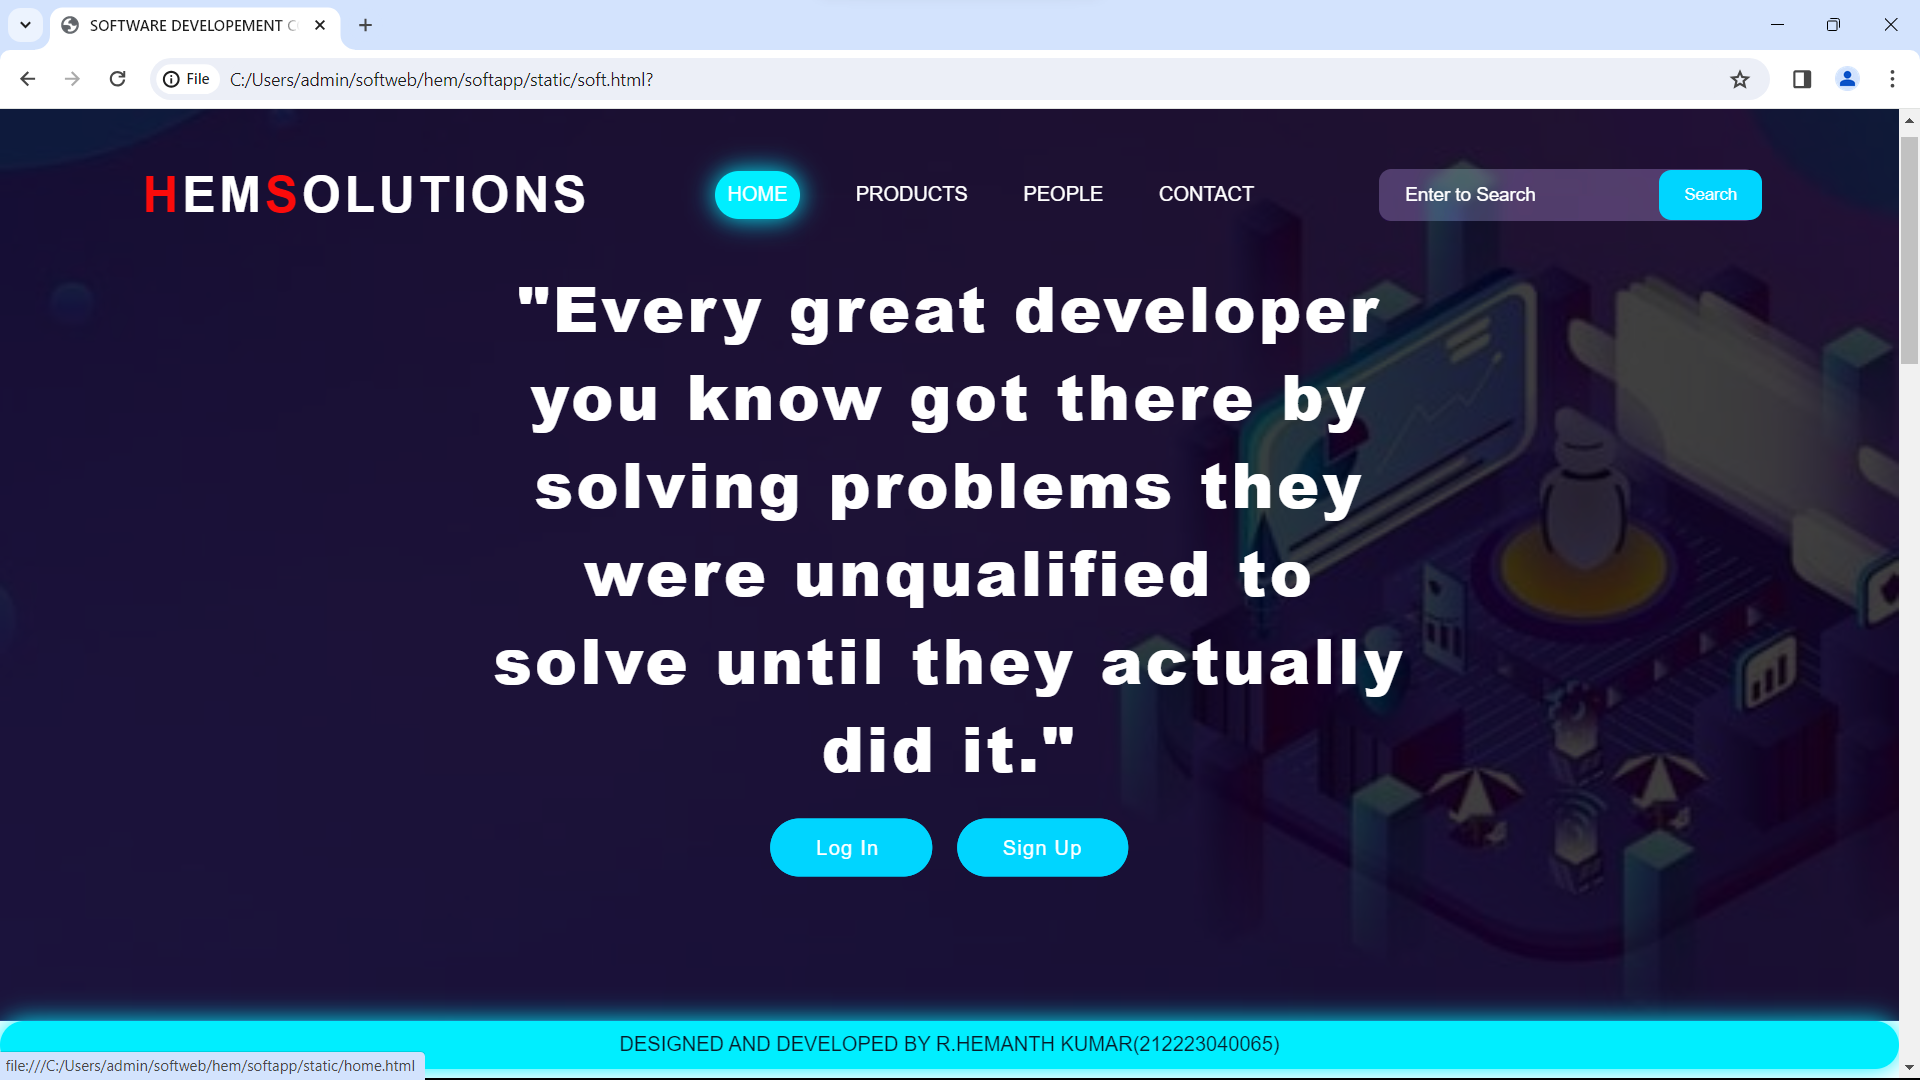 SOFTWARE DEVELOPEMENT
File
C:/Users/admin/softweb/hem/softapp/static/soft.html?
HEMSOLUTIONS
HOME
PRODUCTS
PEOPLE
CONTACT
Enter to Search
Search
"Every great developer
you know got there by
solving problems they
were unqualified to
solve until they actually
did it."
Log In
Sign Up
DESIGNED AND DEVELOPED BY R.HEMANTH KUMAR(212223040065)
file:///C:/Users/admin/softweb/hem/softapp/static/home.html